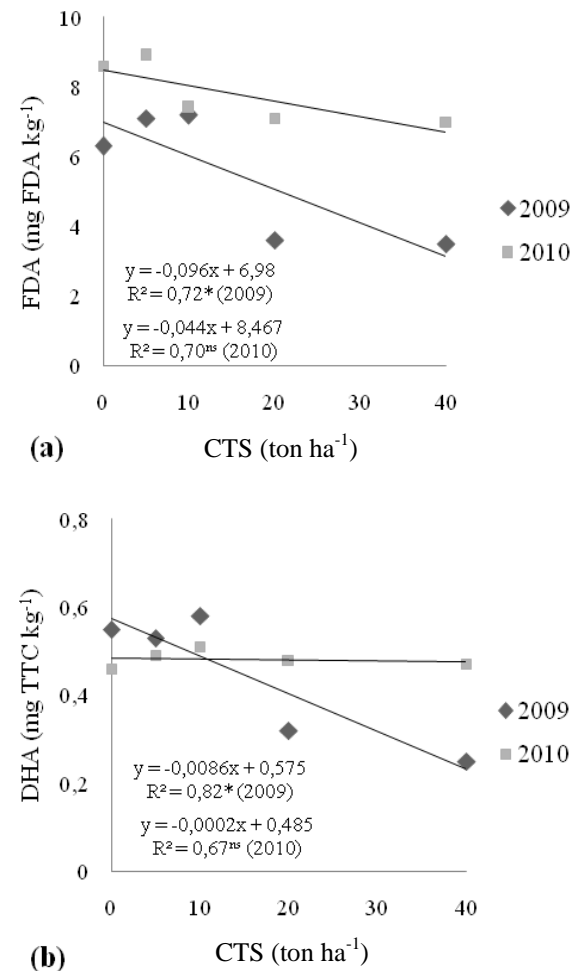 10
8
6
4
2
0
FDA (mg FDA kg⁻¹)
2009
2010
y = -0,096x + 6,98
R² = 0,72* (2009)
y = -0,044x + 8,467
R² = 0,70ⁿˢ (2010)
0 10 20 30 40
(a) CTS (ton ha⁻¹)
0,8
0,6
0,4
0,2
0
DHA (mg TTC kg⁻¹)
2009
2010
y = -0,0086x + 0,575
R² = 0,82* (2009)
y = -0,0002x + 0,485
R² = 0,67ⁿˢ (2010)
0 10 20 30 40
(b) CTS (ton ha⁻¹)